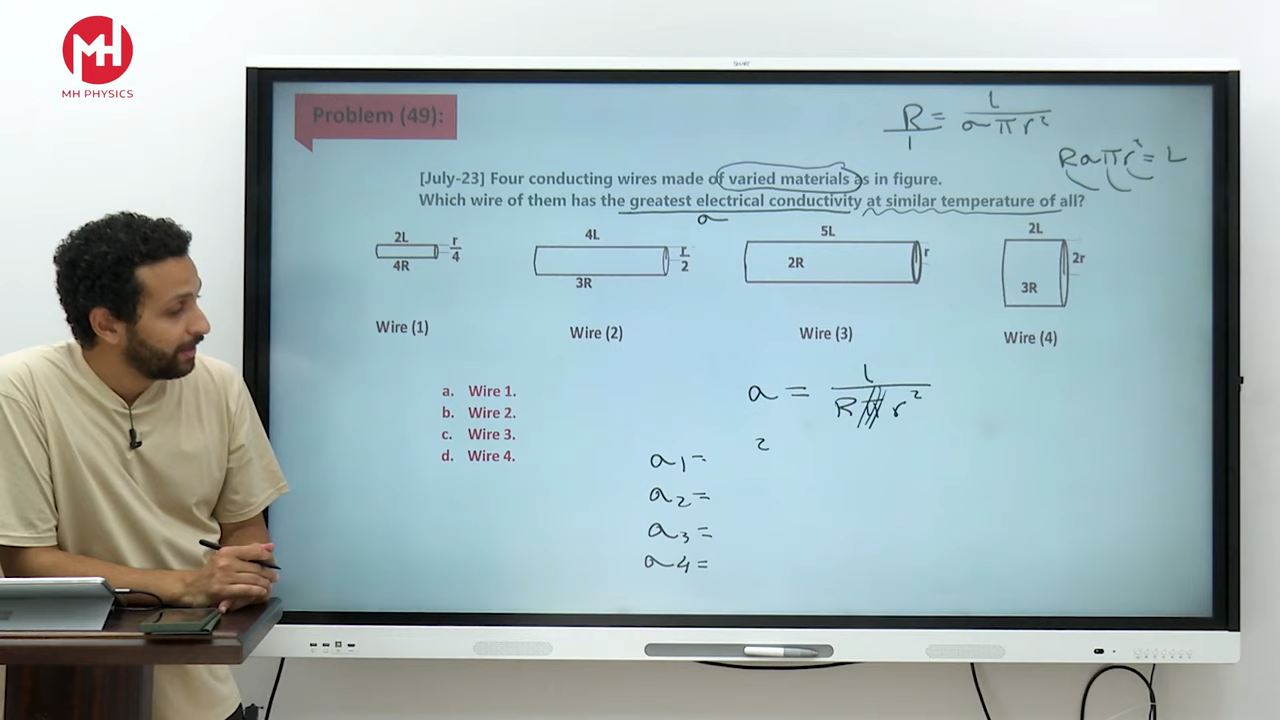 MH
MH PHYSICS
SMART
Problem (49):
R/1 = L/(σπr²)
Rσπr² = L
[July-23] Four conducting wires made of varied materials as in figure.
Which wire of them has the greatest electrical conductivity at similar temperature of all?
σ
2L
r/4
4R
Wire (1)
4L
r/2
3R
Wire (2)
5L
r
2R
Wire (3)
2L
2r
3R
Wire (4)
σ = L/(Rπr²)
a. Wire 1.
b. Wire 2.
c. Wire 3.
d. Wire 4.
2
σ1=
σ2=
σ3=
σ4=